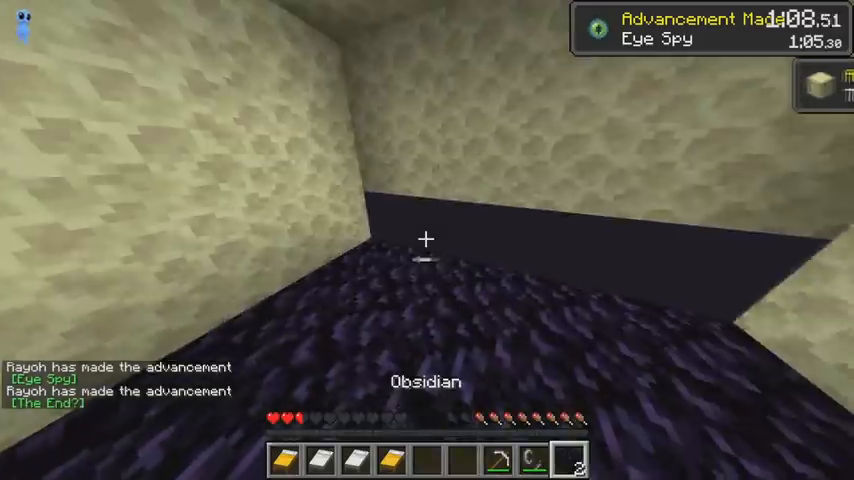 Advancement Made
1:08.51
Eye Spy
1:05.30
Rayoh has made the advancement
[Eye Spy]
Rayoh has made the advancement
[The End?]
Obsidian
2